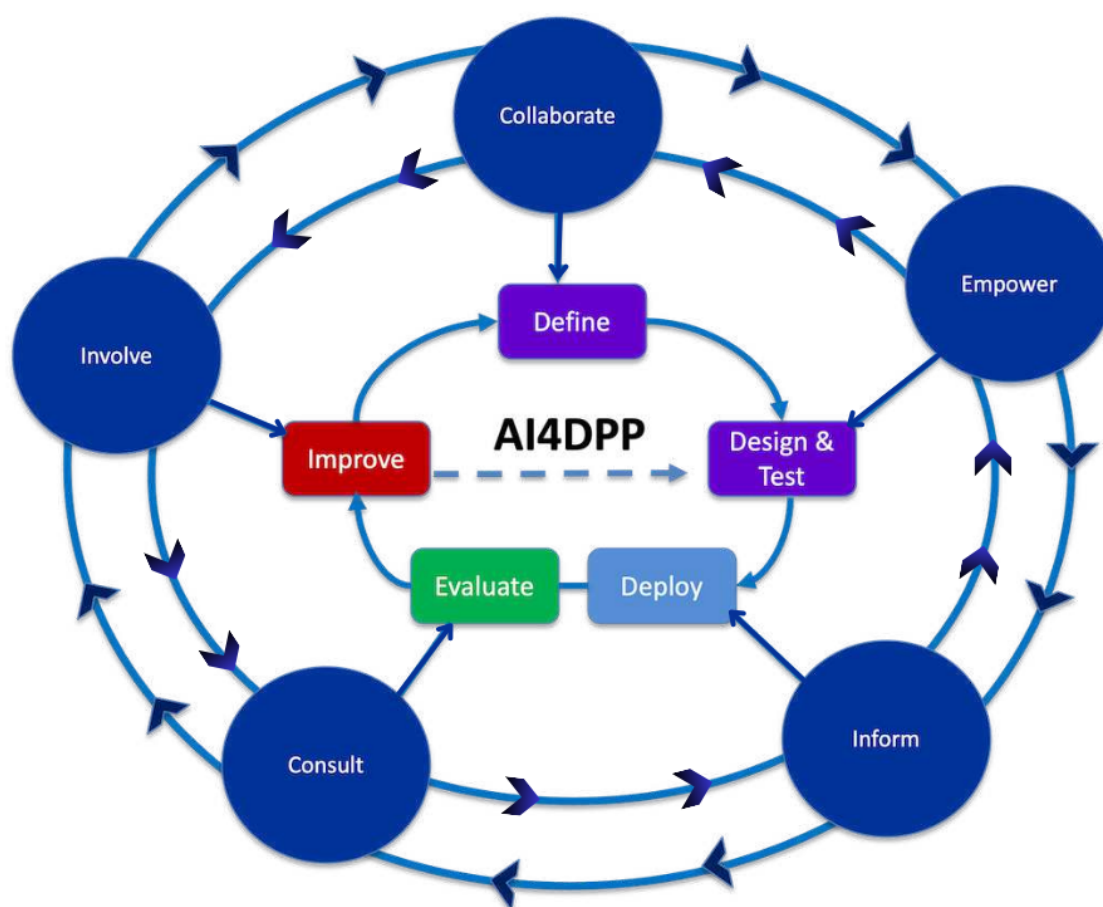 Collaborate
Empower
Involve
Define
AI4DPP
Improve
Design &
Test
Evaluate
Deploy
Inform
Consult